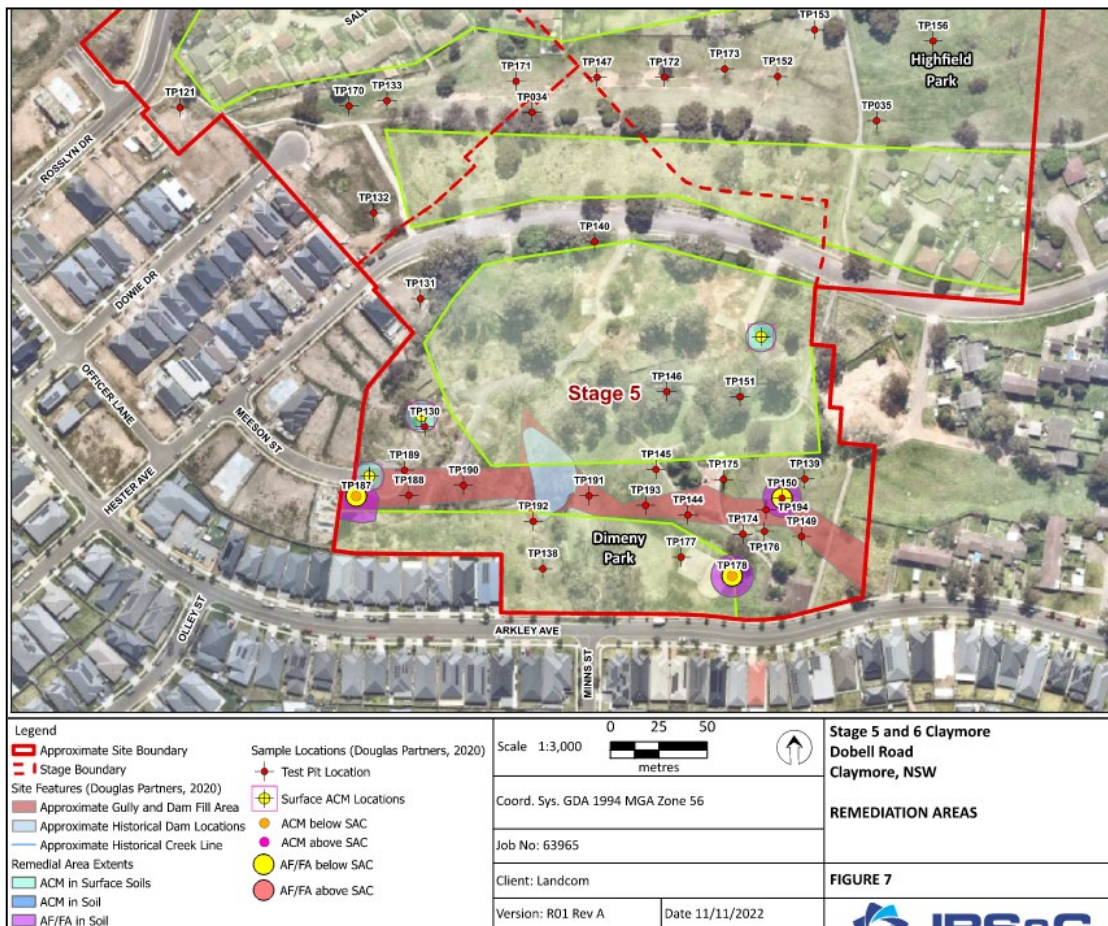 SALW
TP153
TP156
Highfield
Park
TP171
TP147
TP172
TP173
TP152
TP121
TP170
TP133
TP034
TP035
ROSSLYN DR
TP132
TP140
DOWIE DR
TP131
OFFICER LANE
Stage 5
TP146
TP151
MEESON ST
TP130
HESTER AVE
TP189
TP188
TP187
TP190
TP145
TP175
TP139
TP191
TP150
TP193
TP144
TP194
TP192
TP174
TP149
TP176
Dimeny
Park
TP138
TP177
TP178
OLLEY ST
ARKLEY AVE
MINNS ST
Legend
Approximate Site Boundary
Stage Boundary
Site Features (Douglas Partners, 2020)
Approximate Gully and Dam Fill Area
Approximate Historical Dam Locations
Approximate Historical Creek Line
Remedial Area Extents
ACM in Surface Soils
ACM in Soil
AF/FA in Soil
Sample Locations (Douglas Partners, 2020)
Test Pit Location
Surface ACM Locations
ACM below SAC
ACM above SAC
AF/FA below SAC
AF/FA above SAC
Scale 1:3,000
0 25 50
metres
Coord. Sys. GDA 1994 MGA Zone 56
Job No: 63965
Client: Landcom
Version: R01 Rev A
Date 11/11/2022
Stage 5 and 6 Claymore
Dobell Road
Claymore, NSW
REMEDIATION AREAS
FIGURE 7